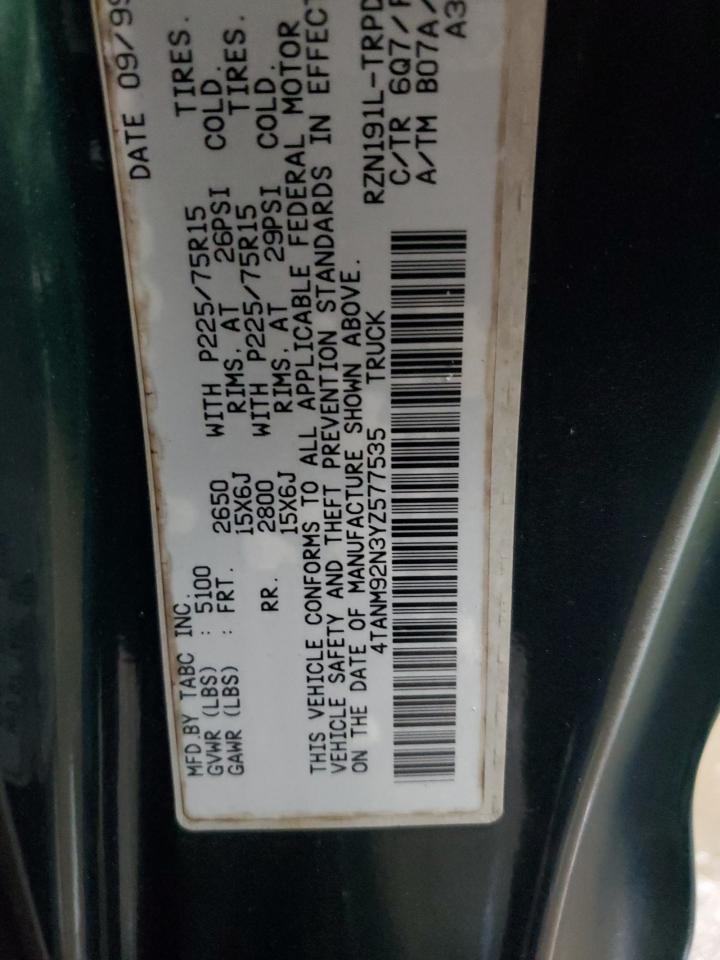 MFD.BY TABC INC. DATE 09/99
GVWR (LBS) : 5100
GAWR (LBS) : FRT. 2650 WITH P225/75R15 TIRES.
15X6J RIMS. AT 26PSI COLD.
RR. 2800 WITH P225/75R15 TIRES.
15X6J RIMS. AT 29PSI COLD.
THIS VEHICLE CONFORMS TO ALL APPLICABLE FEDERAL MOTOR
VEHICLE SAFETY AND THEFT PREVENTION STANDARDS IN EFFECT
ON THE DATE OF MANUFACTURE SHOWN ABOVE.
4TANM92N3YZ577535 TRUCK
RZN191L-TRPD
C/TR 6Q7/F
A/TM B07A/
A3